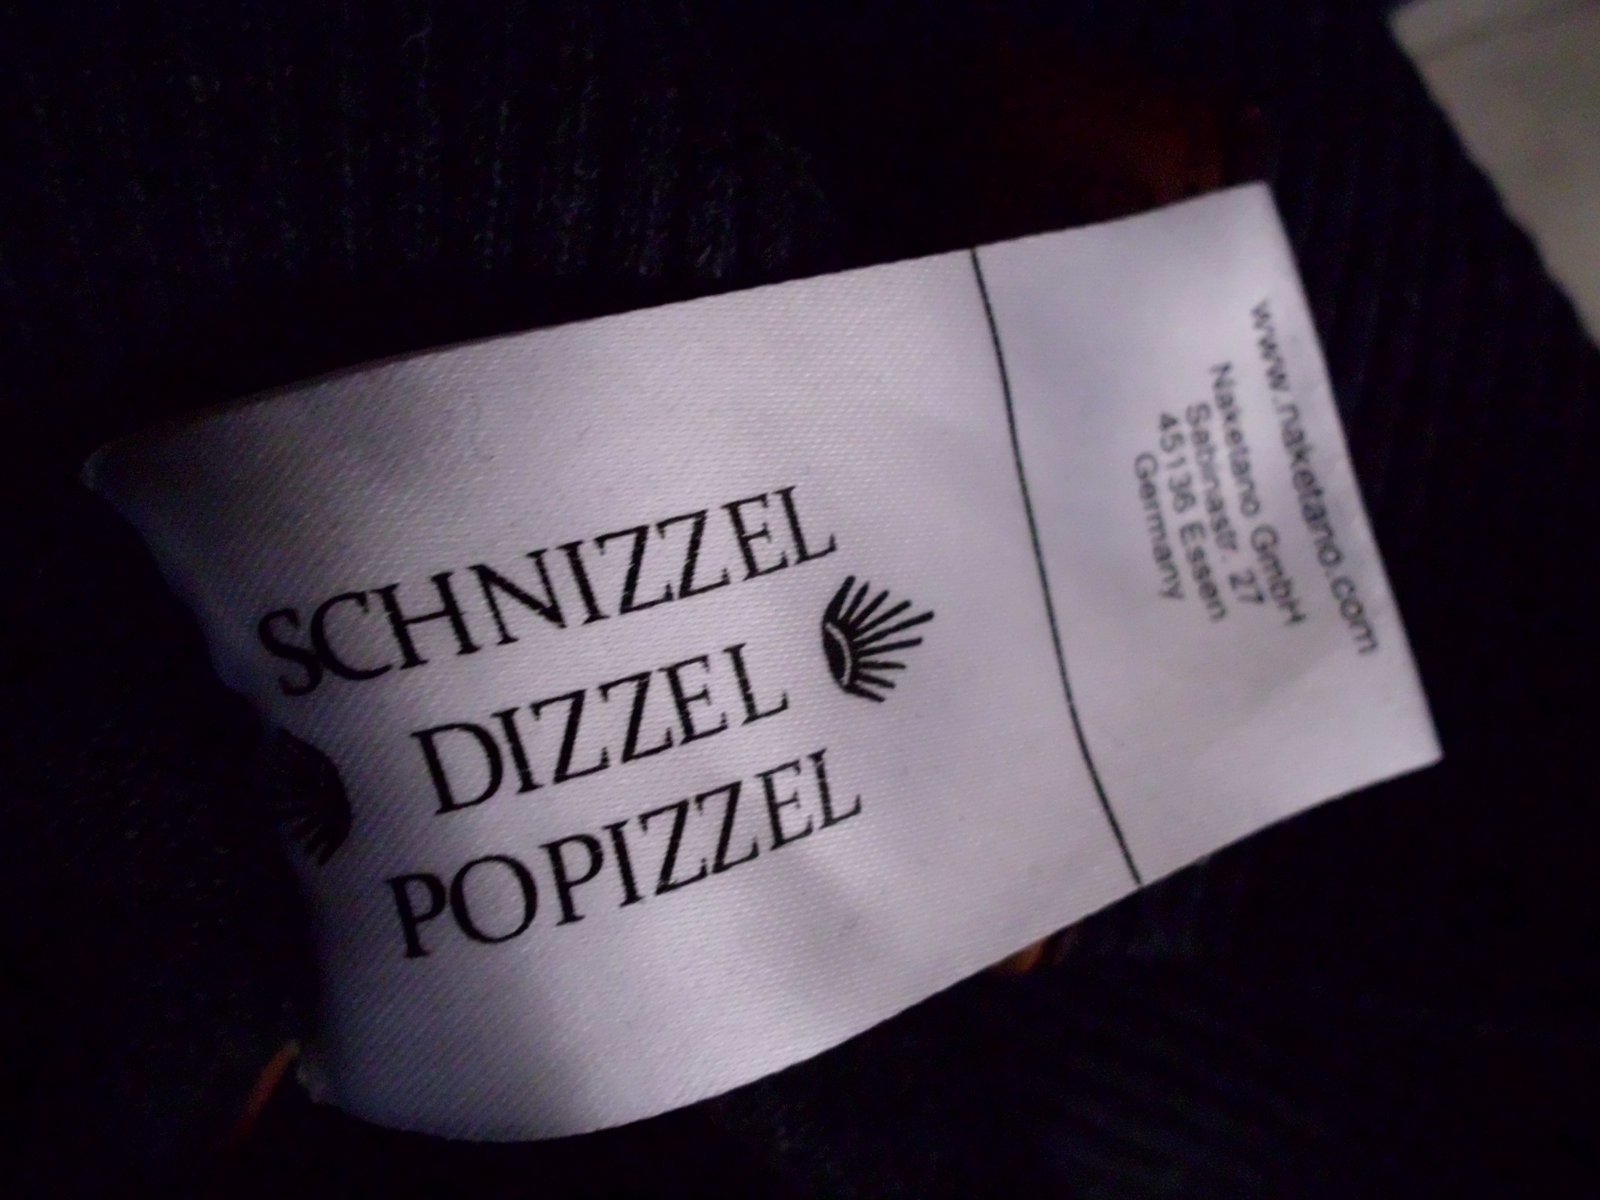 SCHNIZZEL
DIZZEL
POPIZZEL
www.naketano.com
Naketano GmbH
Sabinastr. 27
45136 Essen
Germany